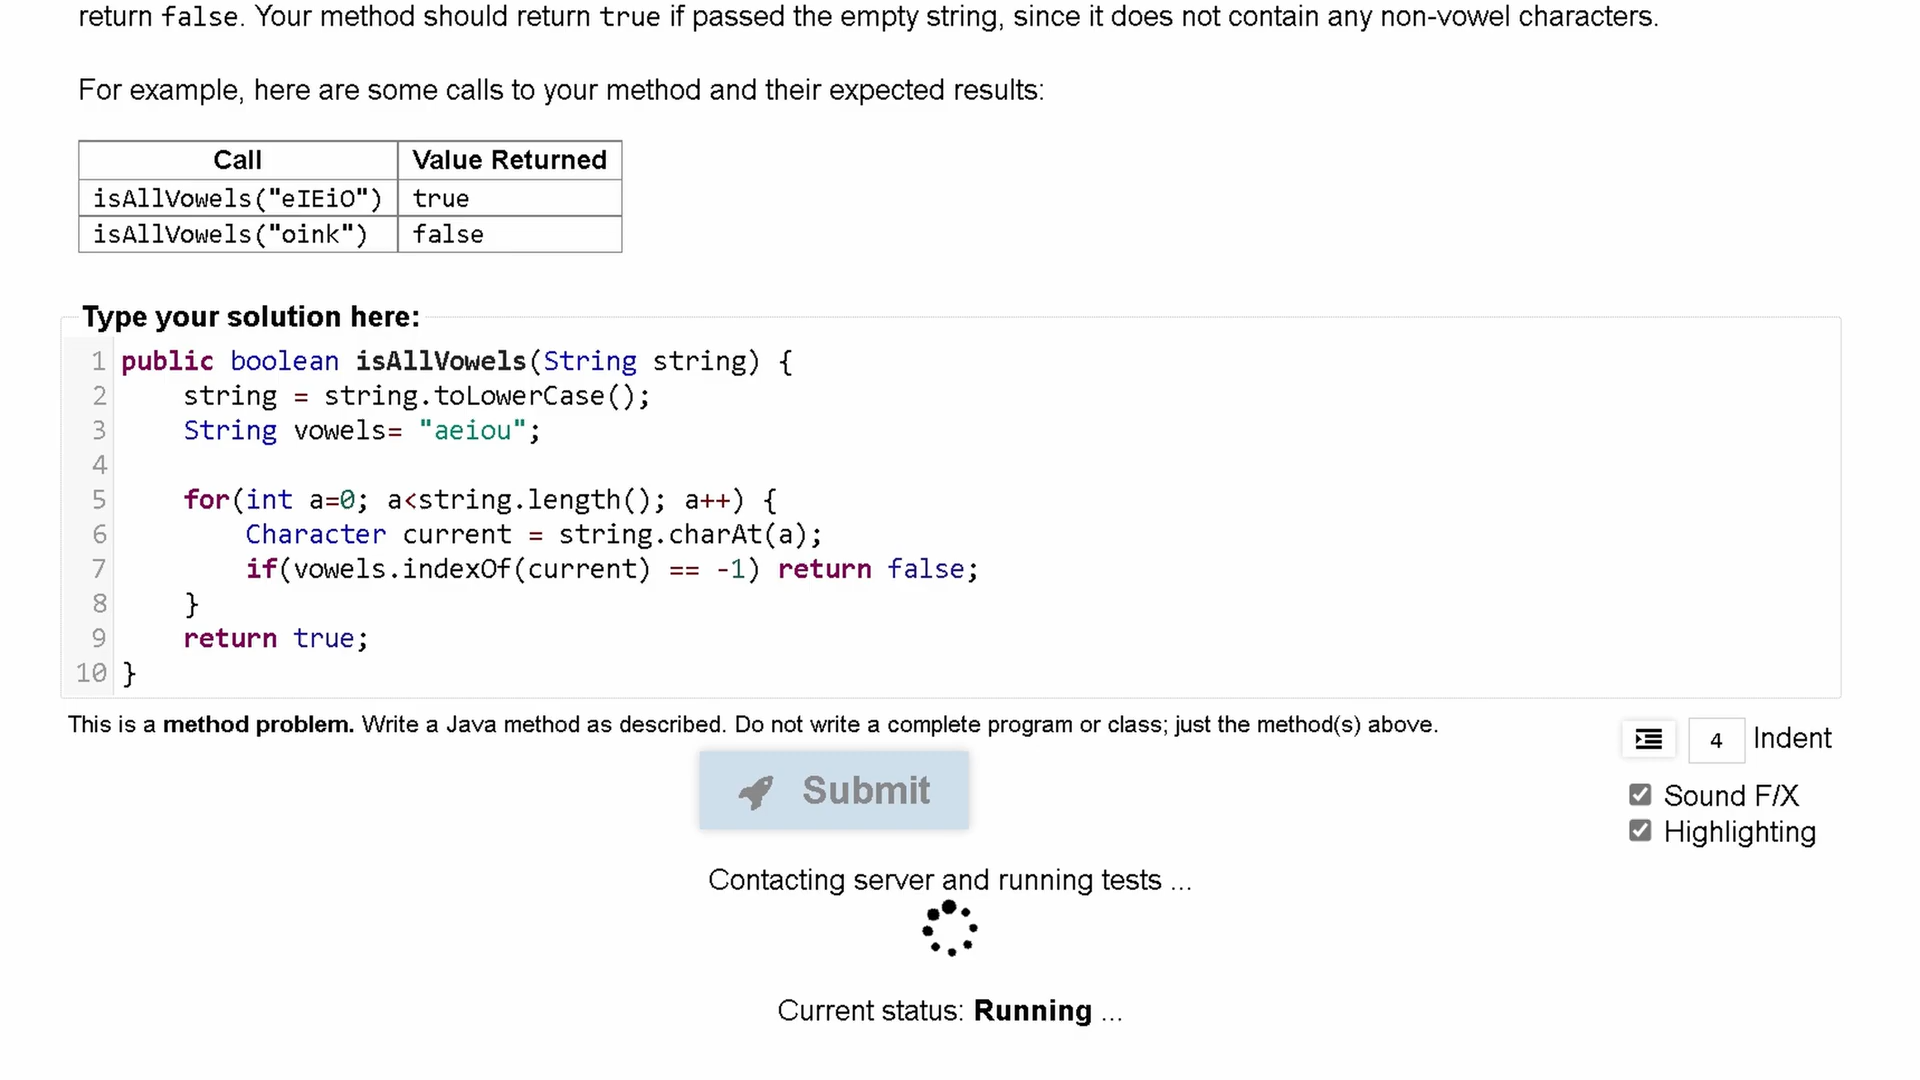 return false. Your method should return true if passed the empty string, since it does not contain any non-vowel characters.
For example, here are some calls to your method and their expected results:
Call Value Returned
isAllVowels("eIEiO") true
isAllVowels("oink") false
Type your solution here:
1 public boolean isAllVowels(String string) {
2     string = string.toLowerCase();
3     String vowels= "aeiou";
4
5     for(int a=0; a<string.length(); a++) {
6         Character current = string.charAt(a);
7         if(vowels.indexOf(current) == -1) return false;
8     }
9     return true;
10 }
This is a method problem. Write a Java method as described. Do not write a complete program or class; just the method(s) above.
4 Indent
Submit
Sound F/X
Highlighting
Contacting server and running tests ...
Current status: Running ...